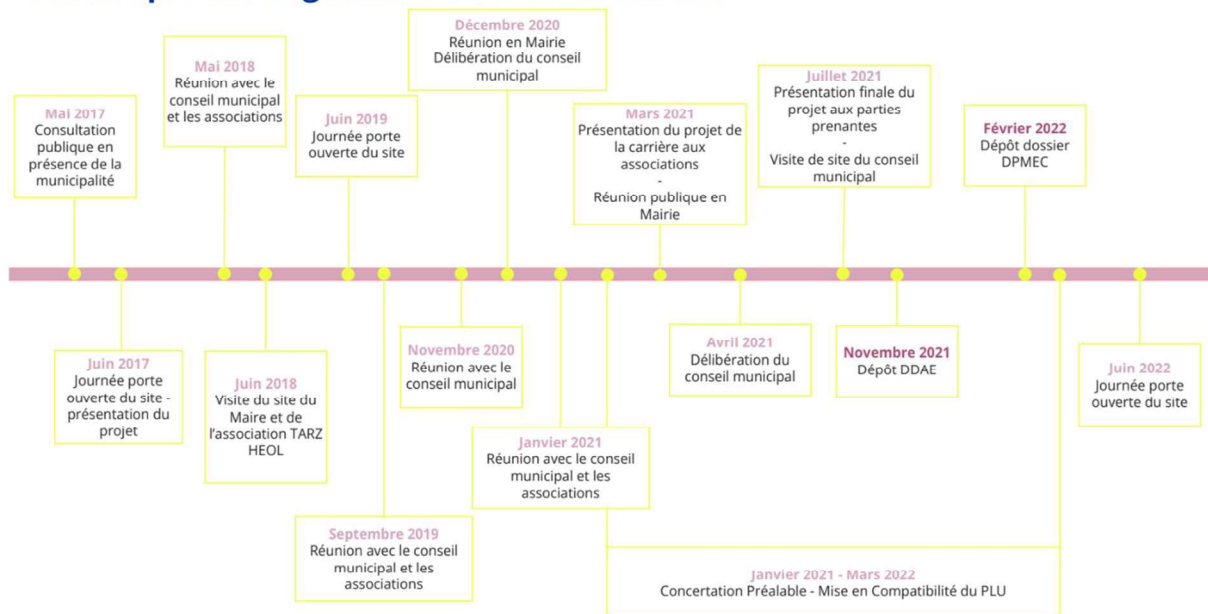 Mai 2017
Consultation
publique en
présence de la
municipalité
Juin 2017
Journée porte
ouverte du site -
présentation du
projet
Mai 2018
Réunion avec le
conseil municipal
et les associations
Juin 2018
Visite du site du
Maire et de
l'association TARZ
HEOL
Juin 2019
Journée porte
ouverte du site
Septembre 2019
Réunion avec le conseil
municipal et les
associations
Novembre 2020
Réunion avec le
conseil municipal
Décembre 2020
Réunion en Mairie
Délibération du conseil
municipal
Janvier 2021
Réunion avec le conseil
municipal et les
associations
Janvier 2021 - Mars 2022
Concertation Préalable - Mise en Compatibilité du PLU
Mars 2021
Présentation du projet de
la carrière aux
associations
-
Réunion publique en
Mairie
Avril 2021
Délibération du
conseil municipal
Juillet 2021
Présentation finale du
projet aux parties
prenantes
-
Visite de site du conseil
municipal
Novembre 2021
Dépôt DDAE
Février 2022
Dépôt dossier
DPMEC
Juin 2022
Journée porte
ouverte du site